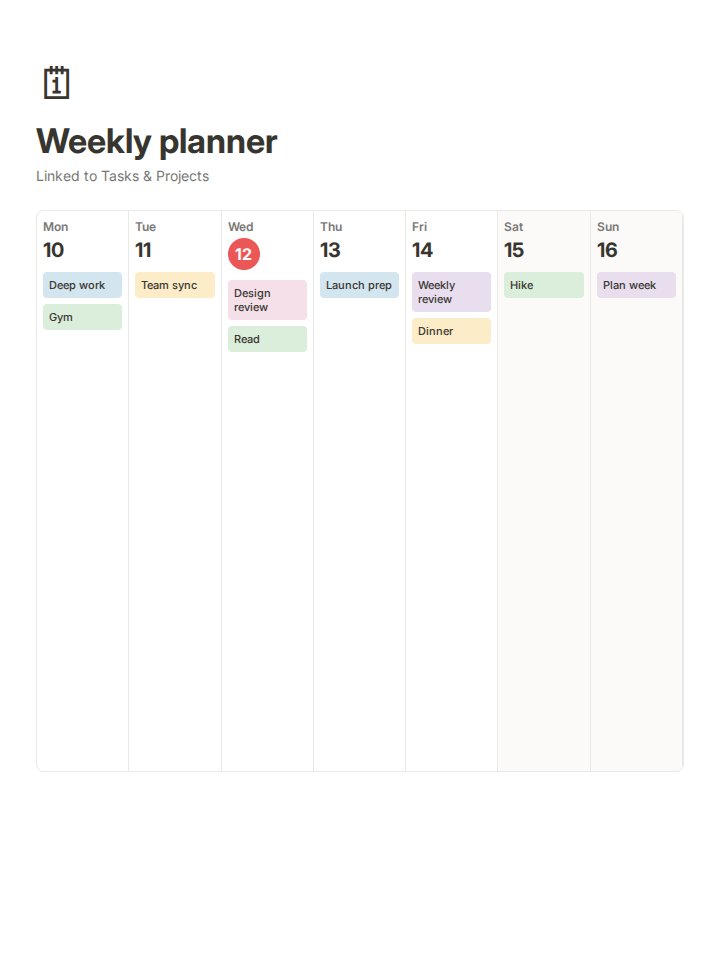 Weekly planner
Linked to Tasks & Projects
Mon
10
Deep work
Gym
Tue
11
Team sync
Wed
12
Design
review
Read
Thu
13
Launch prep
Fri
14
Weekly
review
Dinner
Sat
15
Hike
Sun
16
Plan week